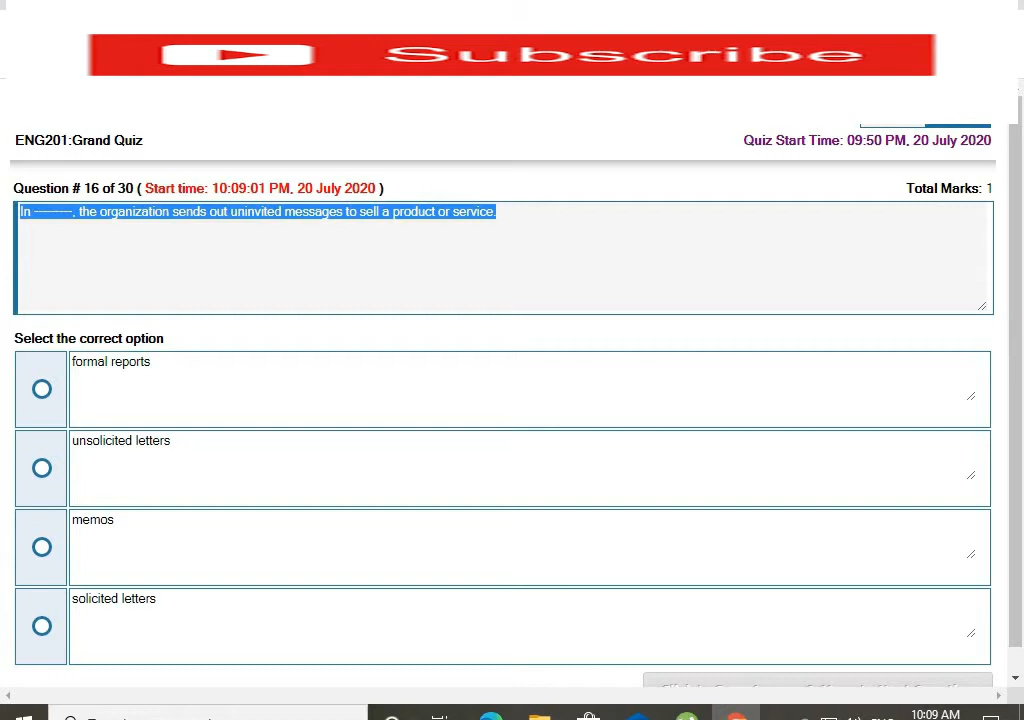 Subscribe
ENG201:Grand Quiz
Quiz Start Time: 09:50 PM, 20 July 2020
Question # 16 of 30 ( Start time: 10:09:01 PM, 20 July 2020 )
Total Marks: 1
In ---------, the organization sends out uninvited messages to sell a product or service.
Select the correct option
formal reports
unsolicited letters
memos
solicited letters
10:09 AM